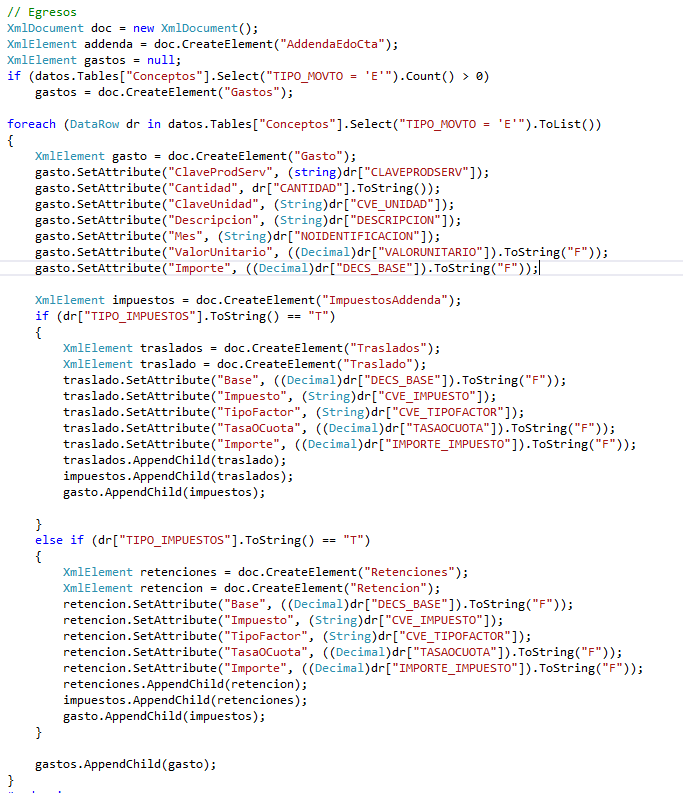 // Egresos
XmlDocument doc = new XmlDocument();
XmlElement addenda = doc.CreateElement("AddendaEdoCta");
XmlElement gastos = null;
if (datos.Tables["Conceptos"].Select("TIPO_MOVTO = 'E'").Count() > 0)
    gastos = doc.CreateElement("Gastos");

foreach (DataRow dr in datos.Tables["Conceptos"].Select("TIPO_MOVTO = 'E'").ToList())
{
    XmlElement gasto = doc.CreateElement("Gasto");
    gasto.SetAttribute("ClaveProdServ", (string)dr["CLAVEPRODSERV"]);
    gasto.SetAttribute("Cantidad", dr["CANTIDAD"].ToString());
    gasto.SetAttribute("ClaveUnidad", (String)dr["CVE_UNIDAD"]);
    gasto.SetAttribute("Descripcion", (String)dr["DESCRIPCION"]);
    gasto.SetAttribute("Mes", (String)dr["NOIDENTIFICACION"]);
    gasto.SetAttribute("ValorUnitario", ((Decimal)dr["VALORUNITARIO"]).ToString("F"));
    gasto.SetAttribute("Importe", ((Decimal)dr["DECS_BASE"]).ToString("F"));

    XmlElement impuestos = doc.CreateElement("ImpuestosAddenda");
    if (dr["TIPO_IMPUESTOS"].ToString() == "T")
    {
        XmlElement traslados = doc.CreateElement("Traslados");
        XmlElement traslado = doc.CreateElement("Traslado");
        traslado.SetAttribute("Base", ((Decimal)dr["DECS_BASE"]).ToString("F"));
        traslado.SetAttribute("Impuesto", (String)dr["CVE_IMPUESTO"]);
        traslado.SetAttribute("TipoFactor", (String)dr["CVE_TIPOFACTOR"]);
        traslado.SetAttribute("TasaOCuota", ((Decimal)dr["TASAOCUOTA"]).ToString("F"));
        traslado.SetAttribute("Importe", ((Decimal)dr["IMPORTE_IMPUESTO"]).ToString("F"));
        traslados.AppendChild(traslado);
        impuestos.AppendChild(traslados);
        gasto.AppendChild(impuestos);

    }
    else if (dr["TIPO_IMPUESTOS"].ToString() == "T")
    {
        XmlElement retenciones = doc.CreateElement("Retenciones");
        XmlElement retencion = doc.CreateElement("Retencion");
        retencion.SetAttribute("Base", ((Decimal)dr["DECS_BASE"]).ToString("F"));
        retencion.SetAttribute("Impuesto", (String)dr["CVE_IMPUESTO"]);
        retencion.SetAttribute("TipoFactor", (String)dr["CVE_TIPOFACTOR"]);
        retencion.SetAttribute("TasaOCuota", ((Decimal)dr["TASAOCUOTA"]).ToString("F"));
        retencion.SetAttribute("Importe", ((Decimal)dr["IMPORTE_IMPUESTO"]).ToString("F"));
        retenciones.AppendChild(retencion);
        impuestos.AppendChild(retenciones);
        gasto.AppendChild(impuestos);
    }

    gastos.AppendChild(gasto);
}